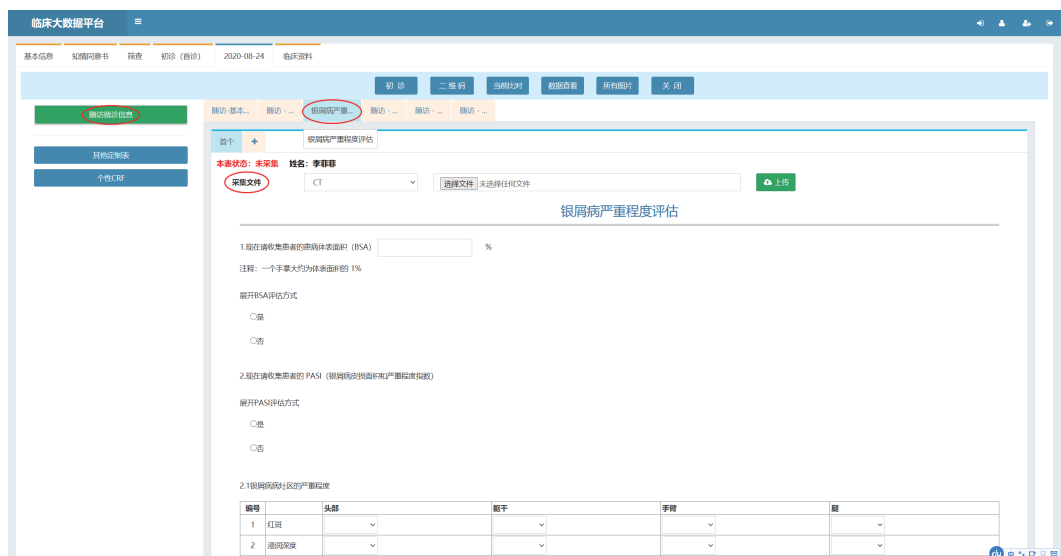 临床大数据平台
基本信息 知情同意书 筛查 初诊（首诊） 2020-08-24 临床资料
初 诊 二 维 码 当前比对 数据查看 所有图片 关 闭
随访就诊信息
其他定制表
个性CRF
随访-基本... 随访 - ... 银屑病严重... 随访 - ... 随访 - ... 随访 - ...
首个 +
银屑病严重程度评估
本表状态：未采集 姓名：李菲菲
采集文件 CT 选择文件 未选择任何文件 上传
银屑病严重程度评估
1.现在请收集患者的患病体表面积（BSA） %
注释：一个手掌大约为体表面积的 1%
展开BSA评估方式
是
否
2.现在请收集患者的 PASI（银屑病皮损面积和严重程度指数）
展开PASI评估方式
是
否
2.1银屑病病灶区的严重程度
编号 头部 躯干 手臂 腿
1 红斑
2 浸润深度